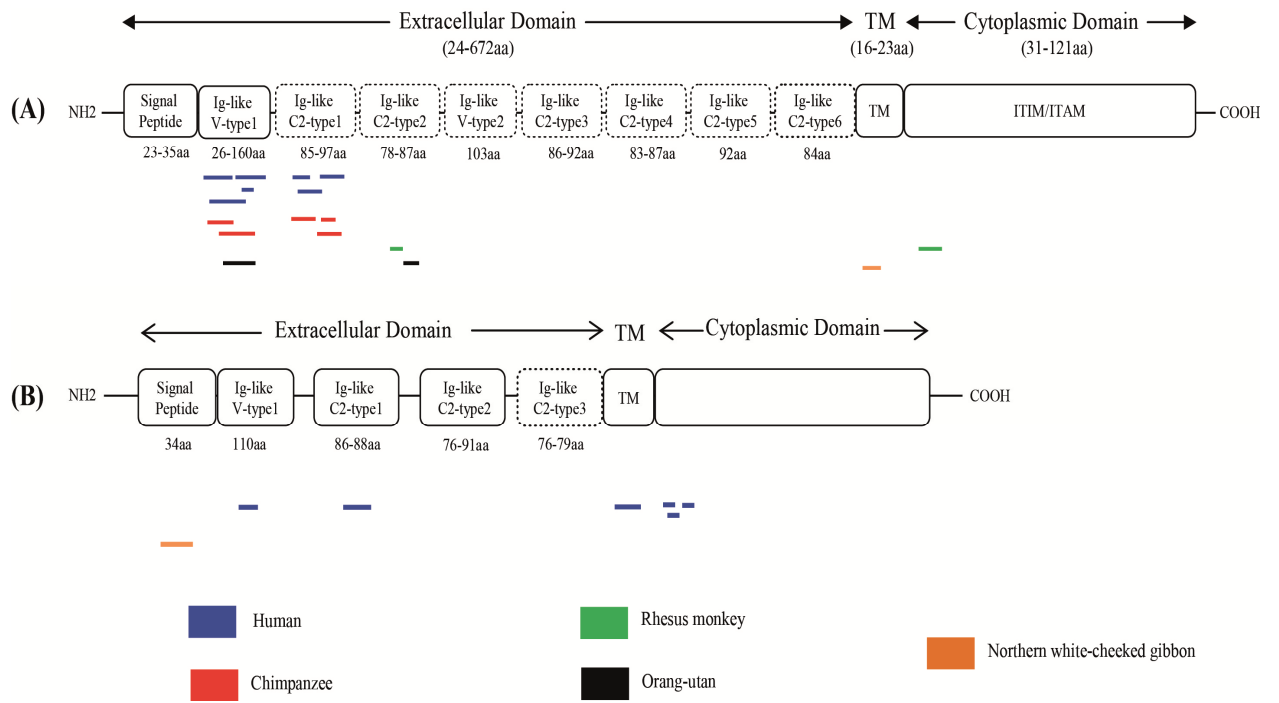 Extracellular Domain TM Cytoplasmic Domain
(24-672aa) (16-23aa) (31-121aa)
(A) NH2 Signal Peptide Ig-like V-type1 Ig-like C2-type1 Ig-like C2-type2 Ig-like V-type2 Ig-like C2-type3 Ig-like C2-type4 Ig-like C2-type5 Ig-like C2-type6 TM ITIM/ITAM COOH
23-35aa 26-160aa 85-97aa 78-87aa 103aa 86-92aa 83-87aa 92aa 84aa
Extracellular Domain TM Cytoplasmic Domain
(B) NH2 Signal Peptide Ig-like V-type1 Ig-like C2-type1 Ig-like C2-type2 Ig-like C2-type3 TM COOH
34aa 110aa 86-88aa 76-91aa 76-79aa
Human
Rhesus monkey
Northern white-cheeked gibbon
Chimpanzee
Orang-utan